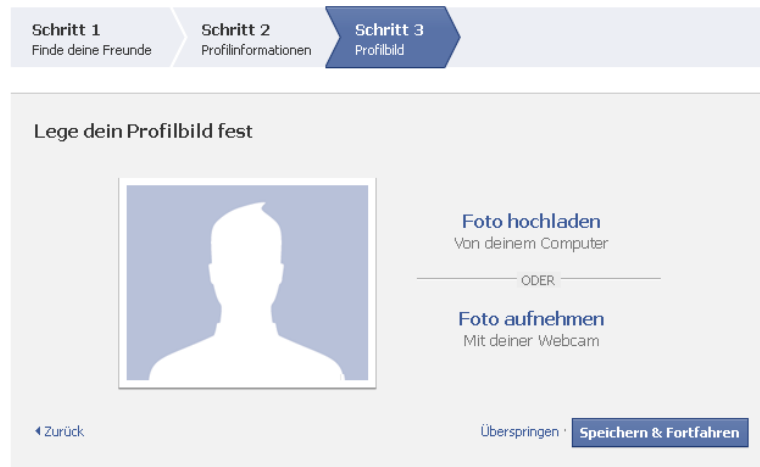 Schritt 1
Finde deine Freunde
Schritt 2
Profilinformationen
Schritt 3
Profilbild
Lege dein Profilbild fest
Foto hochladen
Von deinem Computer
ODER
Foto aufnehmen
Mit deiner Webcam
Zurück
Überspringen · Speichern & Fortfahren